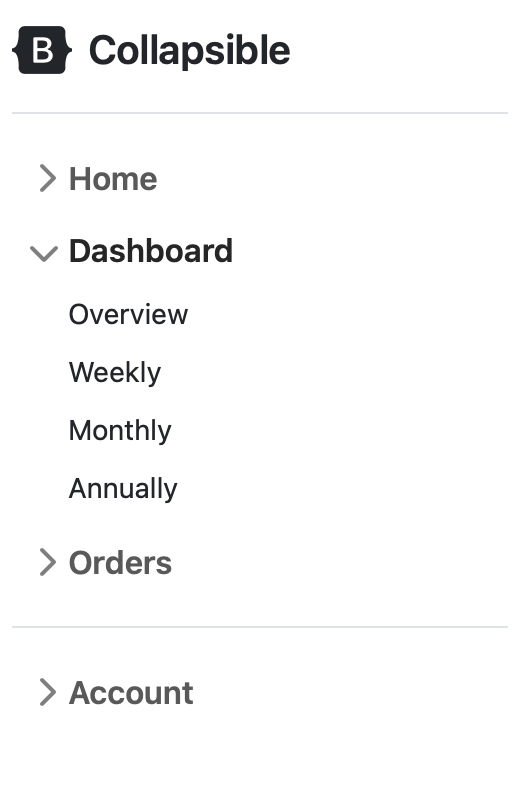 B Collapsible
Home
Dashboard
Overview
Weekly
Monthly
Annually
Orders
Account